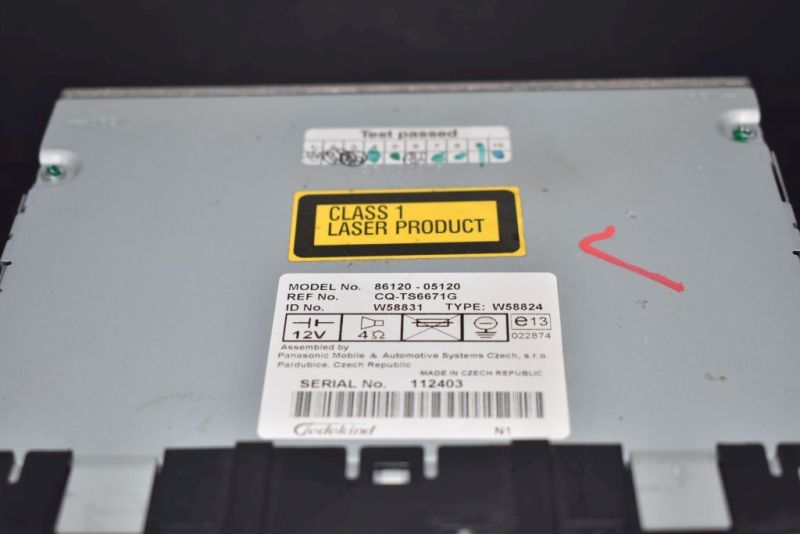 Test passed
1
CLASS 1
LASER PRODUCT
MODEL No. 86120 - 05120
REF No. CQ-TS6671G
ID No. W58831 TYPE: W58824
12V 4Ω e13
022874
Assembled by
Panasonic Mobile & Automotive Systems Czech, s.r.o.
Pardubice, Czech Republic
MADE IN CZECH REPUBLIC
SERIAL No. 112403
Gedekind N1